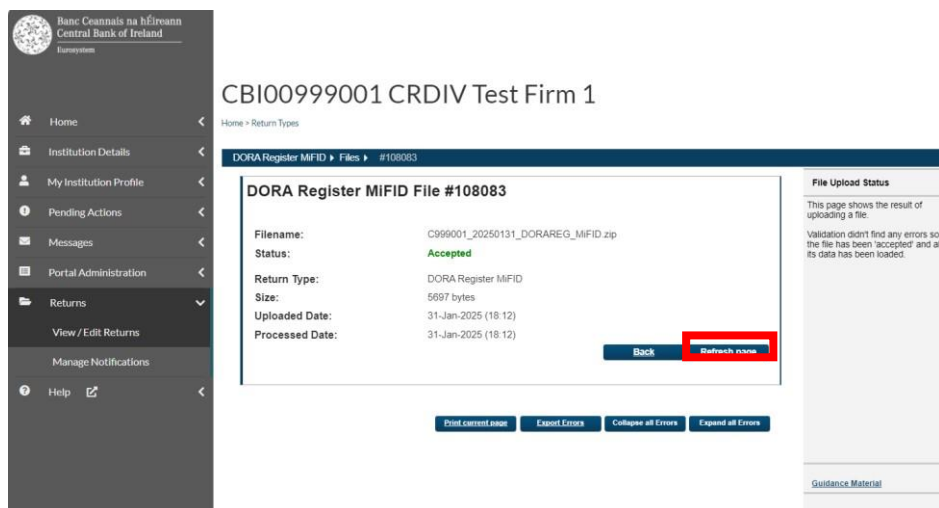 Banc Ceannais na hÉireann
Central Bank of Ireland
Eurosystem
CBI00999001 CRDIV Test Firm 1
Home > Return Types
Home
Institution Details
My Institution Profile
Pending Actions
Messages
Portal Administration
Returns
View / Edit Returns
Manage Notifications
Help
DORA Register MiFID Files #108083
DORA Register MiFID File #108083
Filename: C999001_20250131_DORAREG_MiFID.zip
Status: Accepted
Return Type: DORA Register MiFID
Size: 5697 bytes
Uploaded Date: 31-Jan-2025 (18:12)
Processed Date: 31-Jan-2025 (18:12)
Back Refresh page
Print current page Export Errors Collapse all Errors Expand all Errors
File Upload Status
This page shows the result of
uploading a file.
Validation didn't find any errors so
the file has been 'accepted' and
its data has been loaded.
Guidance Material